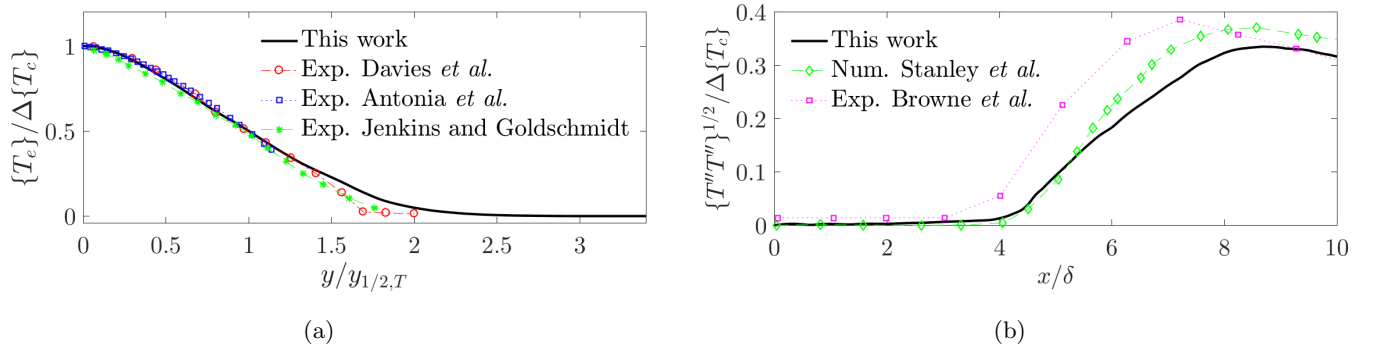 {T_e}/Δ{T_c}
1
0.5
0
This work
Exp. Davies et al.
Exp. Antonia et al.
Exp. Jenkins and Goldschmidt
0 0.5 1 1.5 2 2.5 3
y/y_{1/2,T}
(a)
{T″T″}^{1/2}/Δ{T_c}
0.4
0.3
0.2
0.1
0
This work
Num. Stanley et al.
Exp. Browne et al.
0 2 4 6 8 10
x/δ
(b)